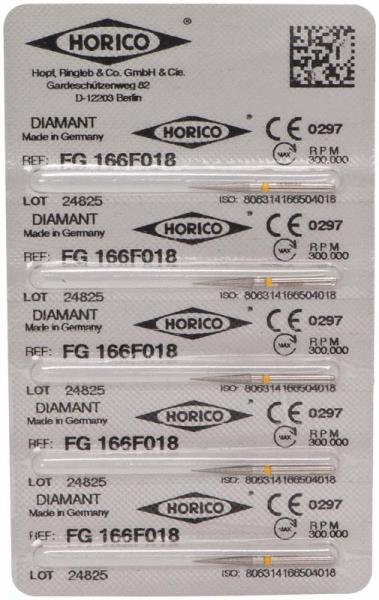 HORICO ®
Hopf, Ringleb & Co. GmbH & Cie.
Gardeschützenweg 82
D-12203 Berlin
DIAMANT HORICO ® CE 0297
Made in Germany MAX RPM
REF: FG 166F018 300.000
LOT 24825 ISO: 806314166504018
DIAMANT HORICO ® CE 0297
Made in Germany MAX RPM
REF: FG 166F018 300.000
LOT 24825 ISO: 806314166504018
DIAMANT HORICO ® CE 0297
Made in Germany MAX RPM
REF: FG 166F018 300.000
LOT 24825 ISO: 806314166504018
DIAMANT HORICO ® CE 0297
Made in Germany MAX RPM
REF: FG 166F018 300.000
LOT 24825 ISO: 806314166504018
DIAMANT HORICO ® CE 0297
Made in Germany MAX RPM
REF: FG 166F018 300.000
LOT 24825 ISO: 806314166504018